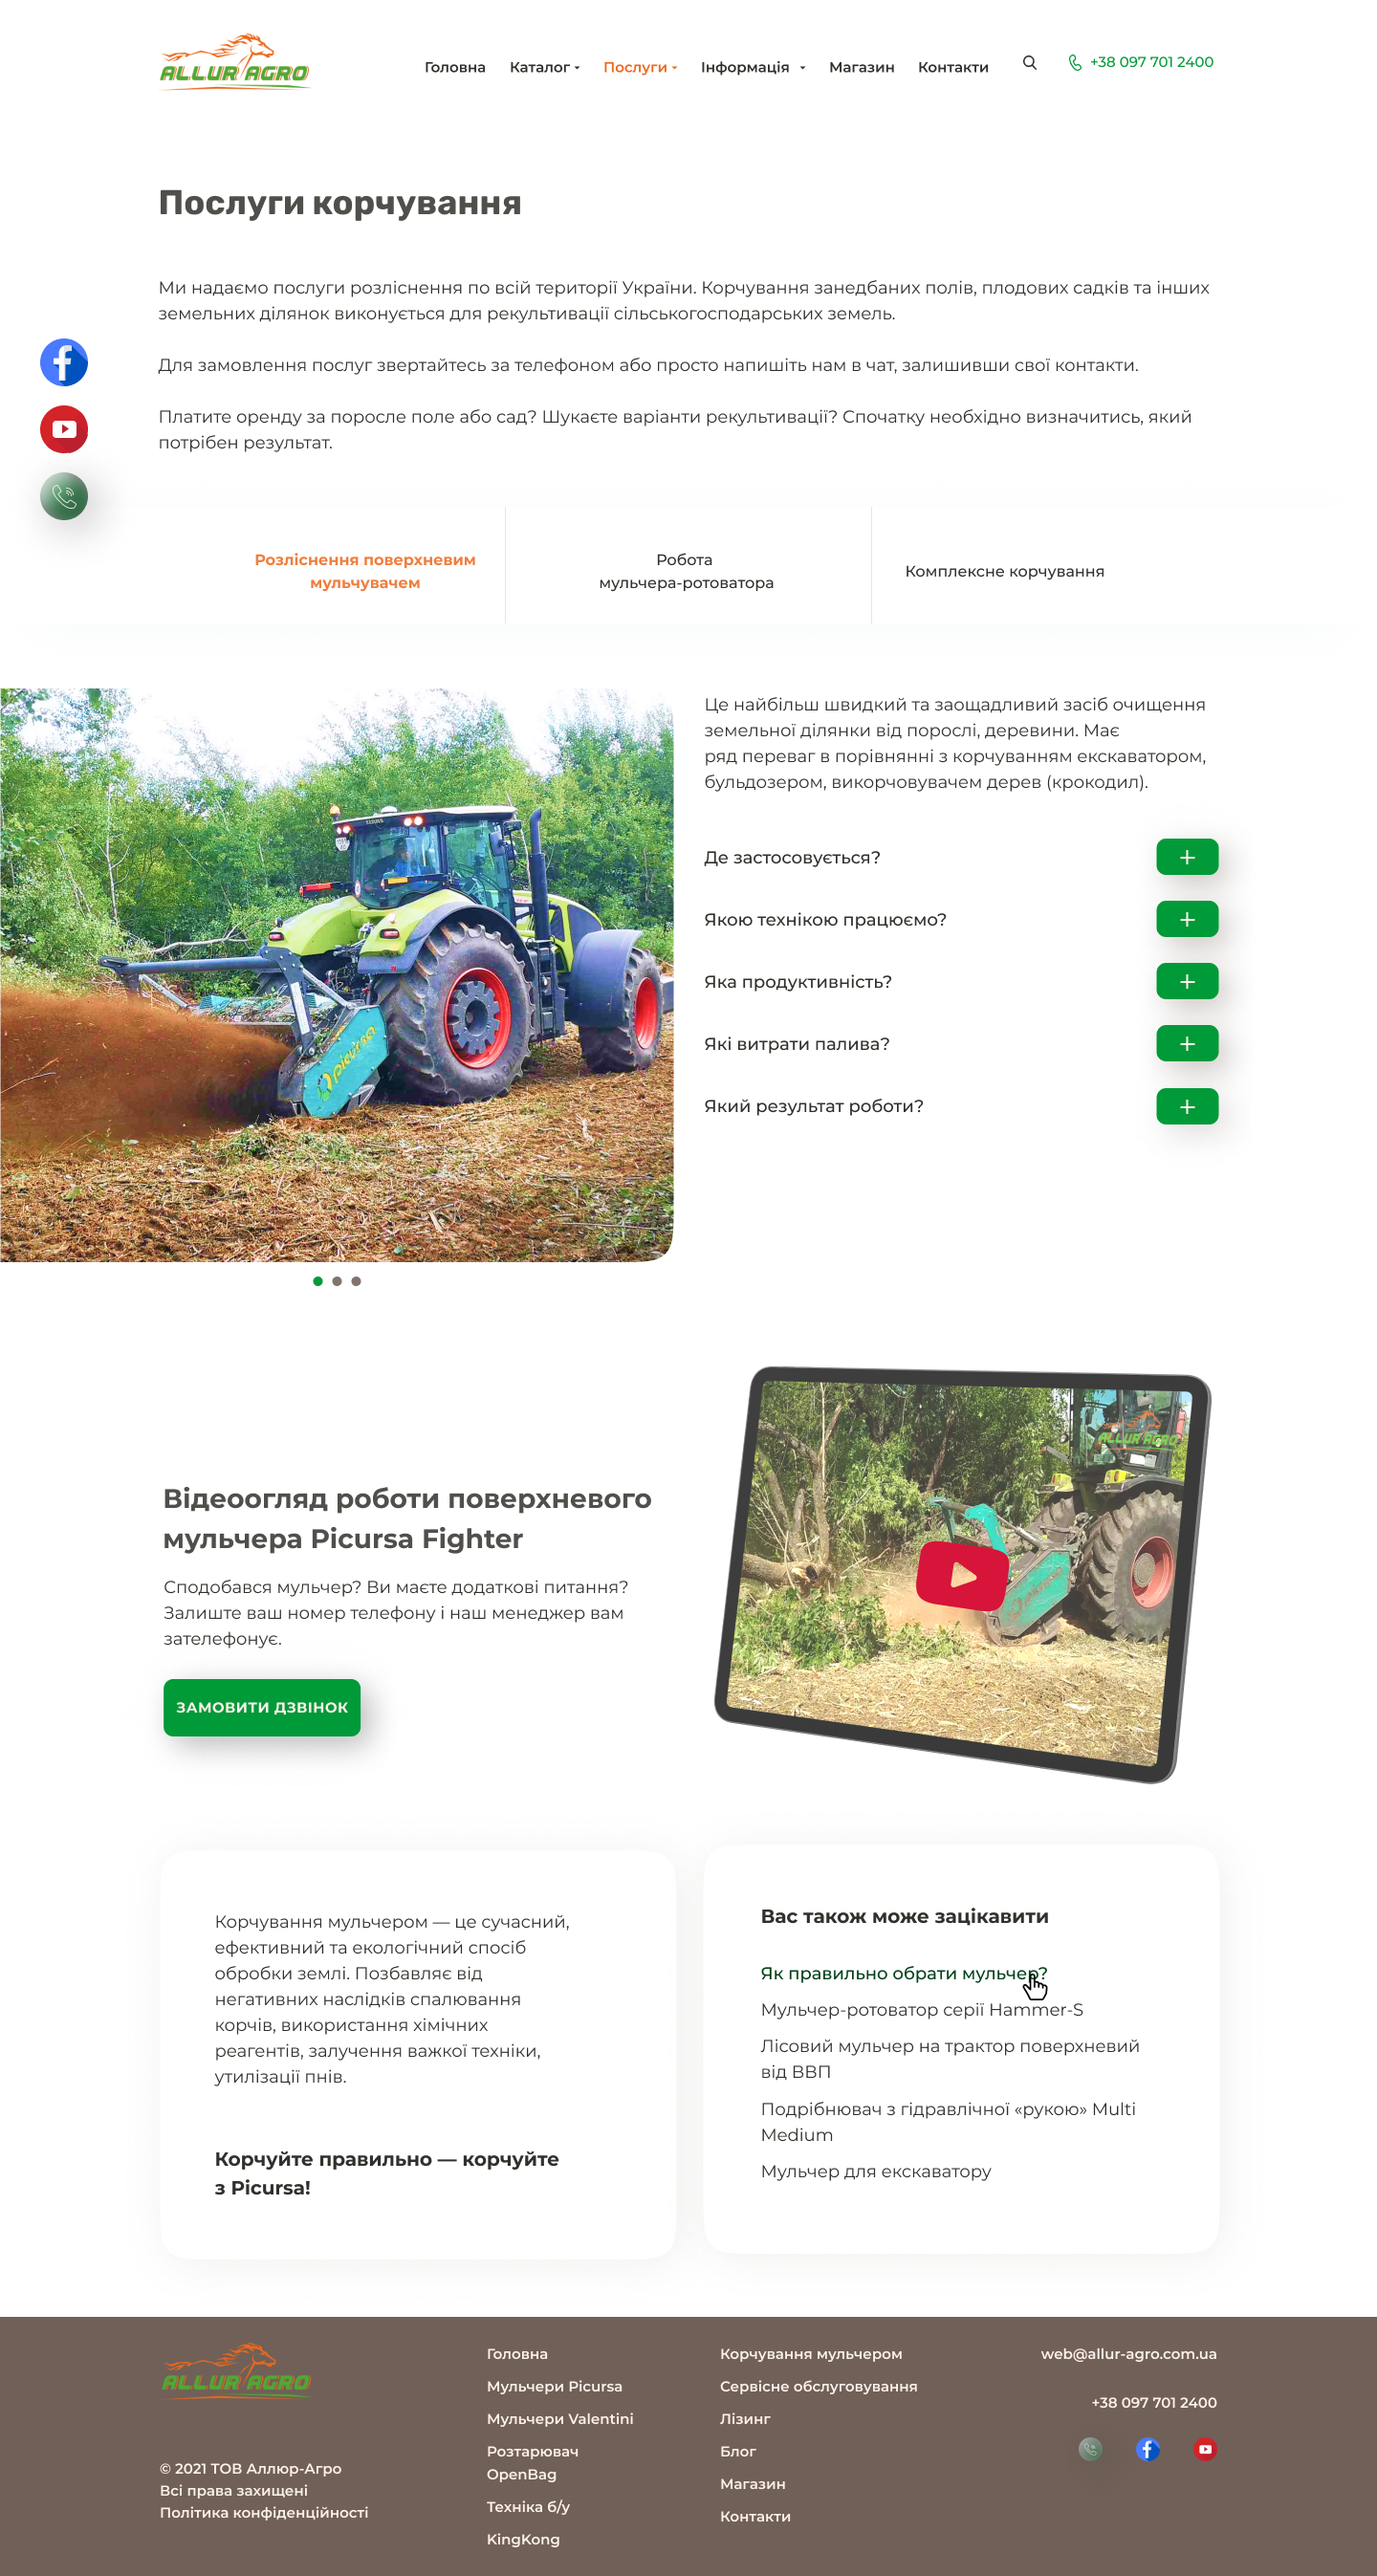 ALLUR AGRO
Головна
Каталог
Послуги
Інформація
Магазин
Контакти
+38 097 701 2400
Послуги корчування
Ми надаємо послуги розліснення по всій території України. Корчування занедбаних полів, плодових садків та інших
земельних ділянок виконується для рекультивації сільськогосподарських земель.
Для замовлення послуг звертайтесь за телефоном або просто напишіть нам в чат, залишивши свої контакти.
Платите оренду за поросле поле або сад? Шукаєте варіанти рекультивації? Спочатку необхідно визначитись, який
потрібен результат.
Розліснення поверхневим
мульчувачем
Робота
мульчера-ротоватора
Комплексне корчування
CLAAS
picursa
Це найбільш швидкий та заощадливий засіб очищення
земельної ділянки від порослі, деревини. Має
ряд переваг в порівнянні з корчуванням екскаватором,
бульдозером, викорчовувачем дерев (крокодил).
Де застосовується?
Якою технікою працюємо?
Яка продуктивність?
Які витрати палива?
Який результат роботи?
Відеоогляд роботи поверхневого
мульчера Picursa Fighter
Сподобався мульчер? Ви маєте додаткові питання?
Залиште ваш номер телефону і наш менеджер вам
зателефонує.
ЗАМОВИТИ ДЗВІНОК
ALLUR AGRO
Корчування мульчером — це сучасний,
ефективний та екологічний спосіб
обробки землі. Позбавляє від
негативних наслідків спалювання
корчів, використання хімічних
реагентів, залучення важкої техніки,
утилізації пнів.
Корчуйте правильно — корчуйте
з Picursa!
Вас також може зацікавити
Як правильно обрати мульчер?
Мульчер-ротоватор серії Hammer-S
Лісовий мульчер на трактор поверхневий
від ВВП
Подрібнювач з гідравлічної «рукою» Multi
Medium
Мульчер для екскаватору
ALLUR AGRO
© 2021 ТОВ Аллюр-Агро
Всі права захищені
Політика конфіденційності
Головна
Мульчери Picursa
Мульчери Valentini
Розтарювач
OpenBag
Техніка б/у
KingKong
Корчування мульчером
Сервісне обслуговування
Лізинг
Блог
Магазин
Контакти
web@allur-agro.com.ua
+38 097 701 2400